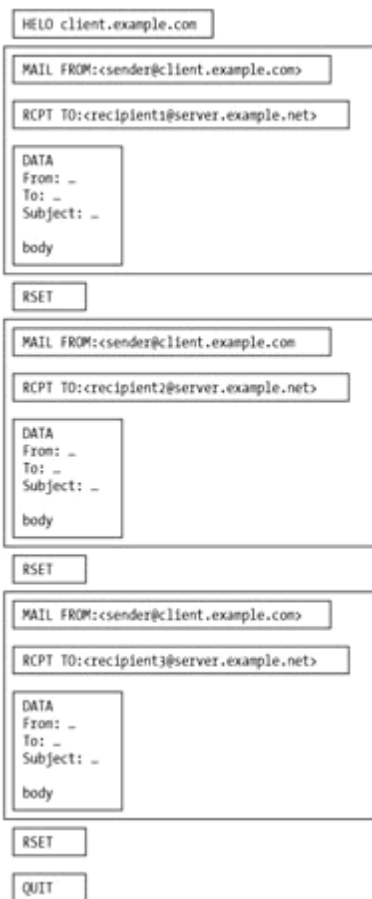 HELO client.example.com
MAIL FROM:<sender@client.example.com>
RCPT TO:<recipient1@server.example.net>
DATA
From: …
To: …
Subject: …
body
RSET
MAIL FROM:<sender@client.example.com
RCPT TO:<recipient2@server.example.net>
DATA
From: …
To: …
Subject: …
body
RSET
MAIL FROM:<sender@client.example.com>
RCPT TO:<recipient3@server.example.net>
DATA
From: …
To: …
Subject: …
body
RSET
QUIT